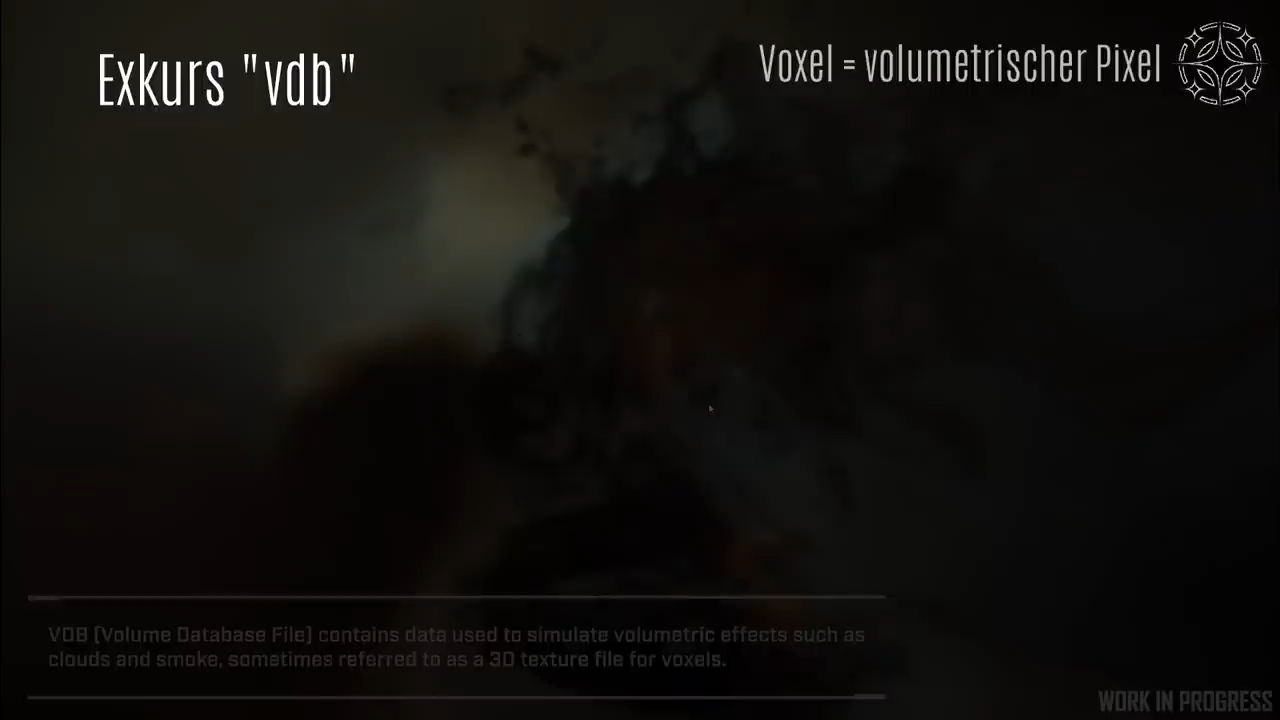 Exkurs "vdb"
Voxel = volumetrischer Pixel
VDB [Volume Database File] contains data used to simulate volumetric effects such as
clouds and smoke, sometimes referred to as a 3D texture file for voxels.
WORK IN PROGRESS